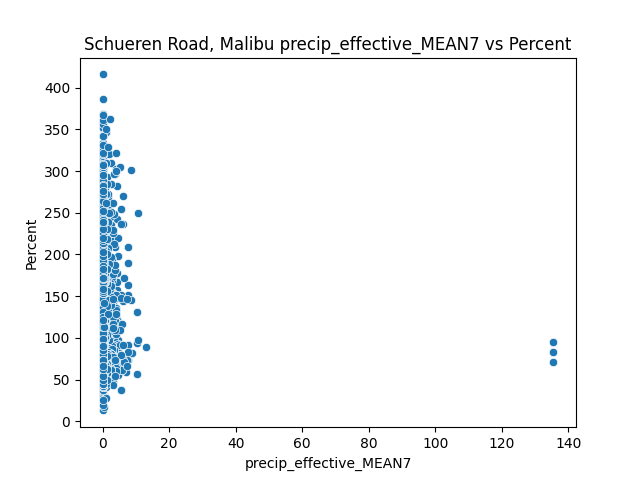 Schueren Road, Malibu precip_effective_MEAN7 vs Percent
400
350
300
250
200
150
100
50
0
Percent
0 20 40 60 80 100 120 140
precip_effective_MEAN7